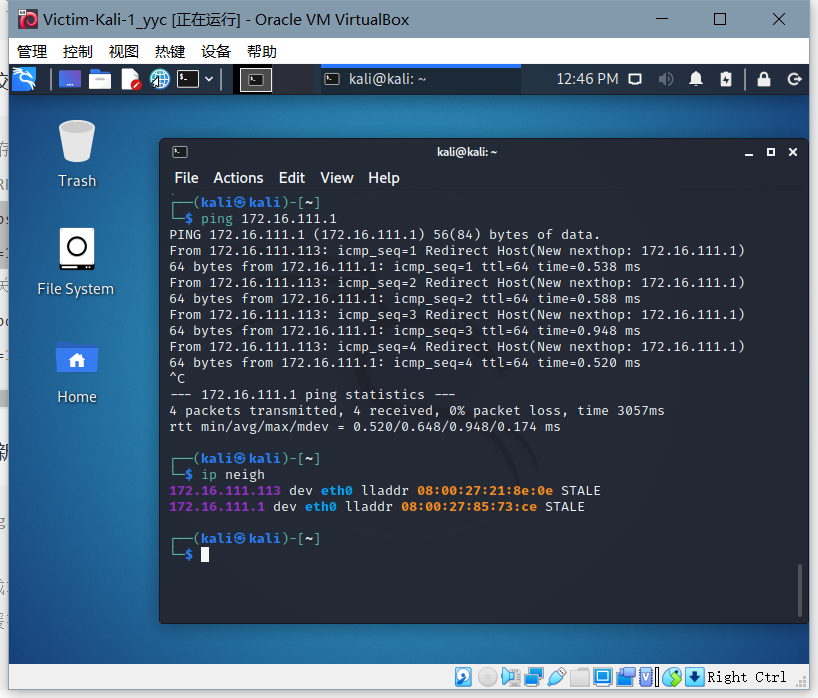 Victim-Kali-1_yyc [正在运行] - Oracle VM VirtualBox
管理 控制 视图 热键 设备 帮助
kali@kali: ~ 12:46 PM
Trash
File System
Home
kali@kali: ~
File Actions Edit View Help
┌──(kali㉿kali)-[~]
└─$ ping 172.16.111.1
PING 172.16.111.1 (172.16.111.1) 56(84) bytes of data.
From 172.16.111.113: icmp_seq=1 Redirect Host(New nexthop: 172.16.111.1)
64 bytes from 172.16.111.1: icmp_seq=1 ttl=64 time=0.538 ms
From 172.16.111.113: icmp_seq=2 Redirect Host(New nexthop: 172.16.111.1)
64 bytes from 172.16.111.1: icmp_seq=2 ttl=64 time=0.588 ms
From 172.16.111.113: icmp_seq=3 Redirect Host(New nexthop: 172.16.111.1)
64 bytes from 172.16.111.1: icmp_seq=3 ttl=64 time=0.948 ms
From 172.16.111.113: icmp_seq=4 Redirect Host(New nexthop: 172.16.111.1)
64 bytes from 172.16.111.1: icmp_seq=4 ttl=64 time=0.520 ms
^C
--- 172.16.111.1 ping statistics ---
4 packets transmitted, 4 received, 0% packet loss, time 3057ms
rtt min/avg/max/mdev = 0.520/0.648/0.948/0.174 ms
┌──(kali㉿kali)-[~]
└─$ ip neigh
172.16.111.113 dev eth0 lladdr 08:00:27:21:8e:0e STALE
172.16.111.1 dev eth0 lladdr 08:00:27:85:73:ce STALE
┌──(kali㉿kali)-[~]
└─$
Right Ctrl